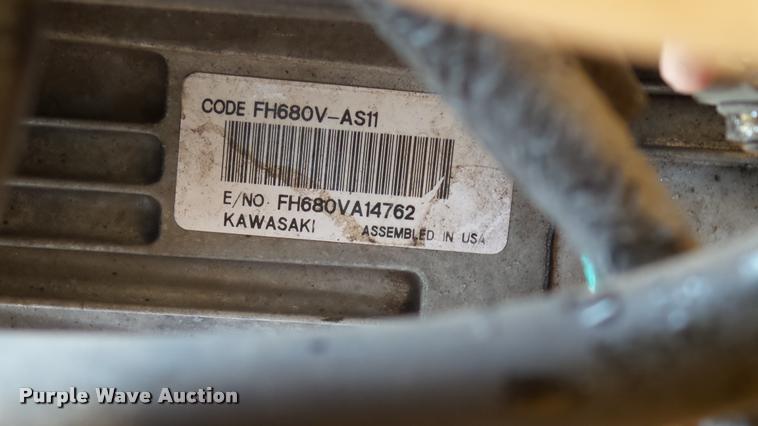 CODE FH680V-AS11
E/NO. FH680VA14762
KAWASAKI ASSEMBLED IN USA
Purple Wave Auction